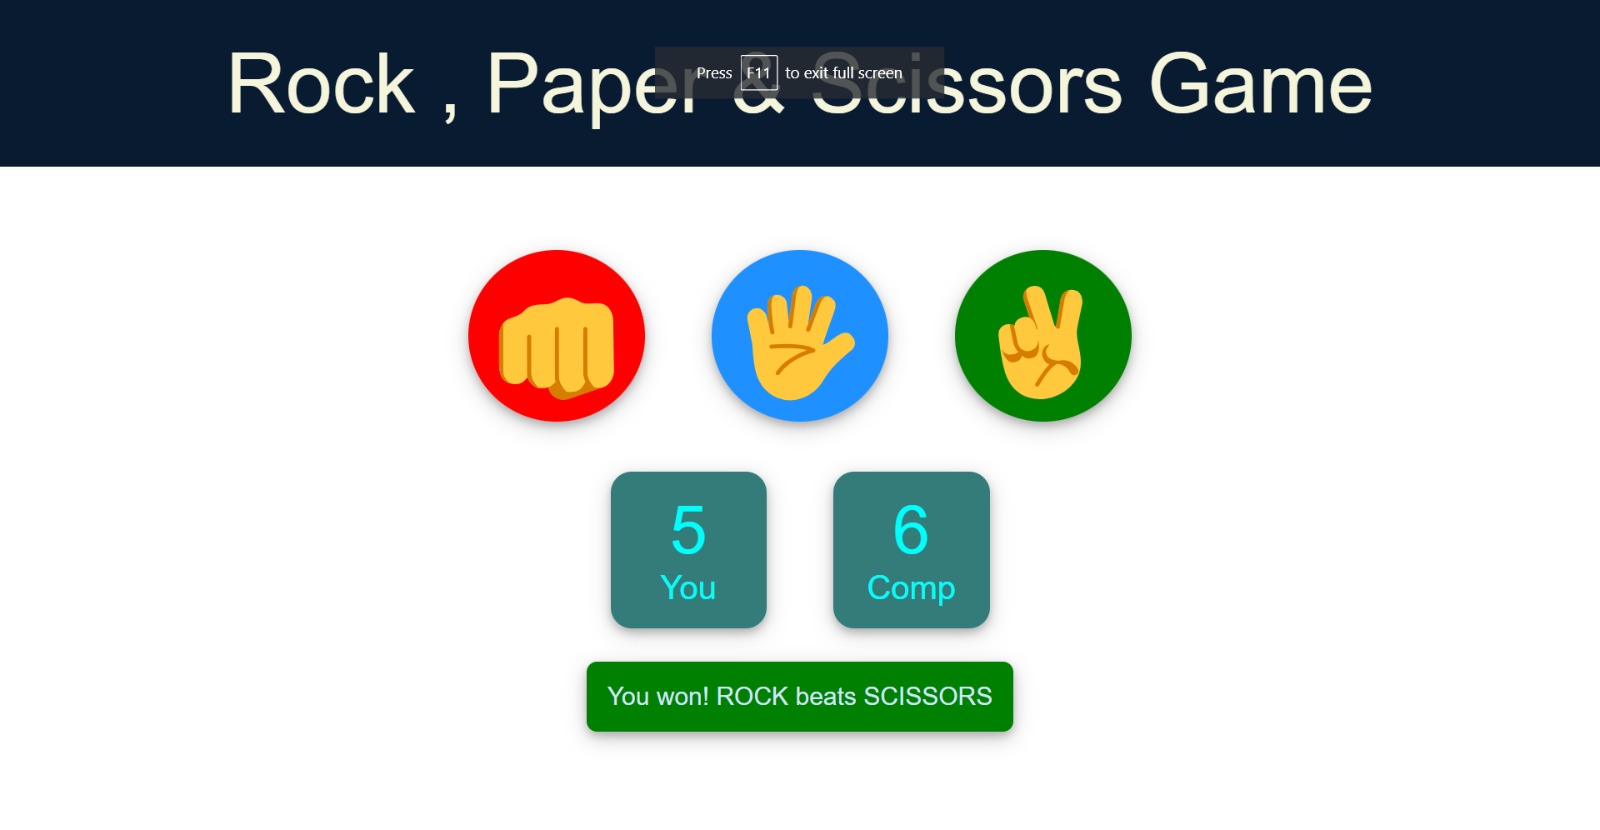 Rock , Paper & Scissors Game
Press F11 to exit full screen
5
You
6
Comp
You won! ROCK beats SCISSORS